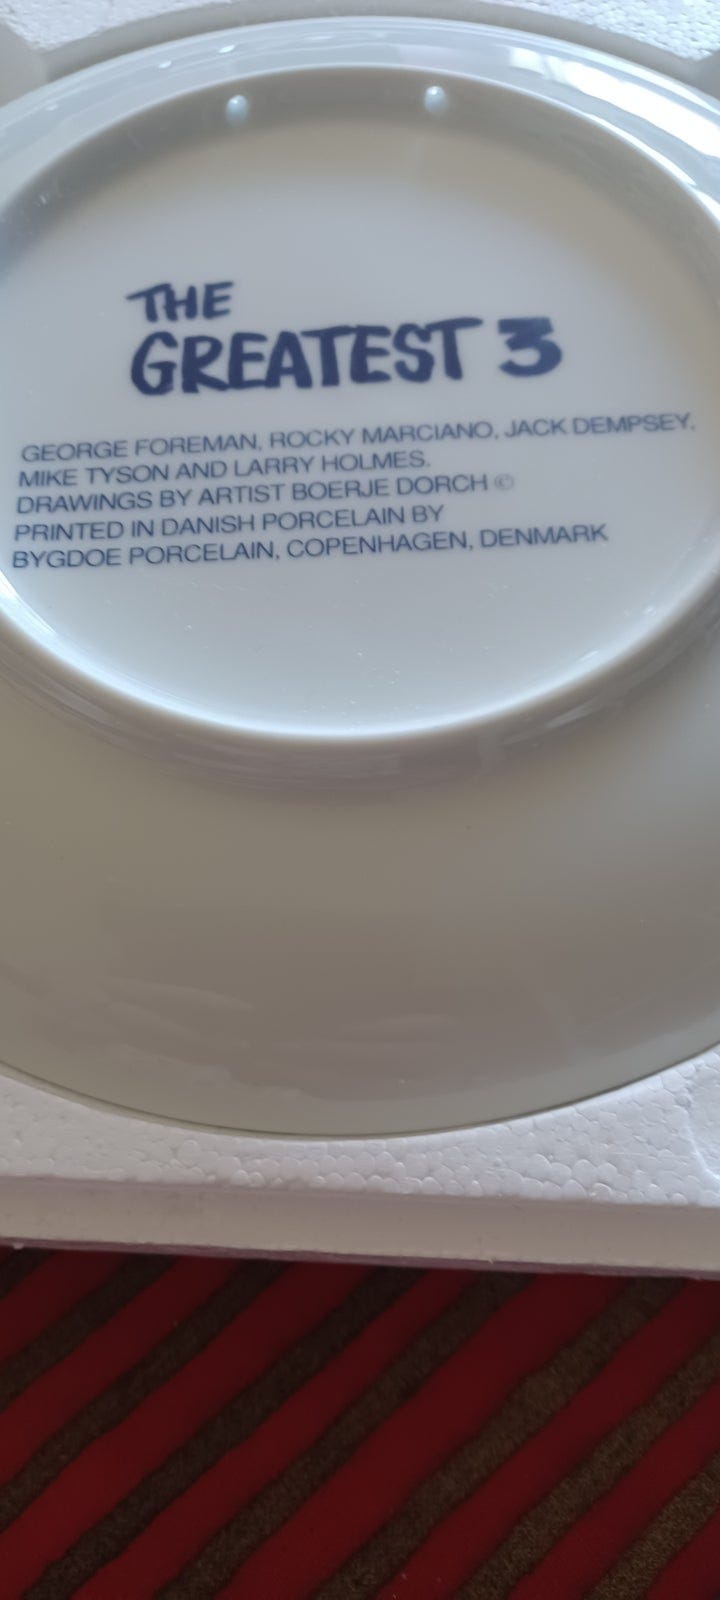 THE
GREATEST 3
GEORGE FOREMAN, ROCKY MARCIANO, JACK DEMPSEY,
MIKE TYSON AND LARRY HOLMES.
DRAWINGS BY ARTIST BOERJE DORCH ©
PRINTED IN DANISH PORCELAIN BY
BYGDOE PORCELAIN, COPENHAGEN, DENMARK